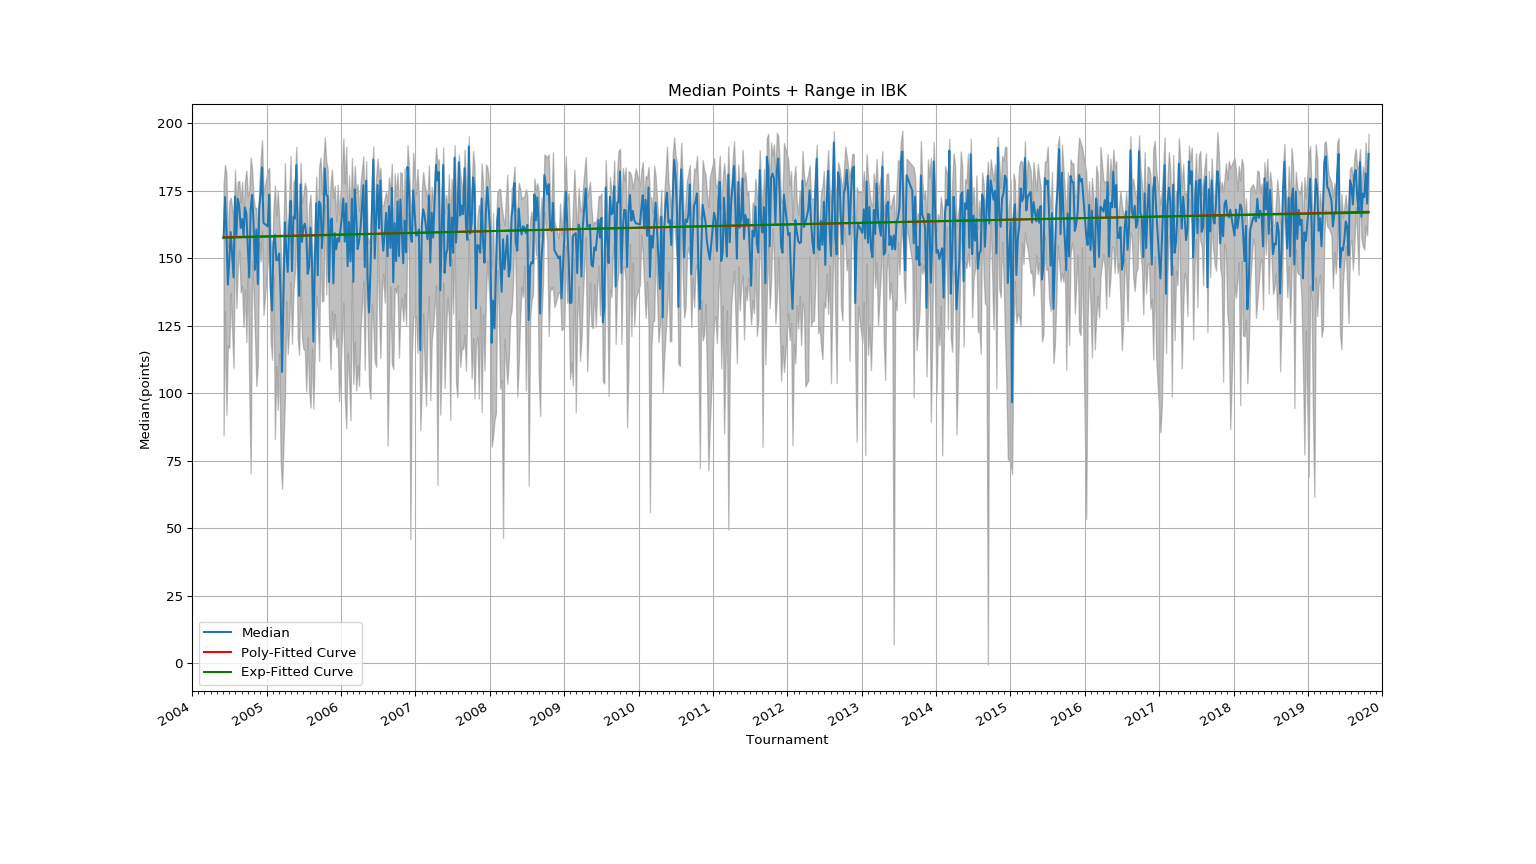 Median Points + Range in IBK
200
175
150
125
100
75
50
25
0
Median(points)
Median
Poly-Fitted Curve
Exp-Fitted Curve
2004 2005 2006 2007 2008 2009 2010 2011 2012 2013 2014 2015 2016 2017 2018 2019 2020
Tournament